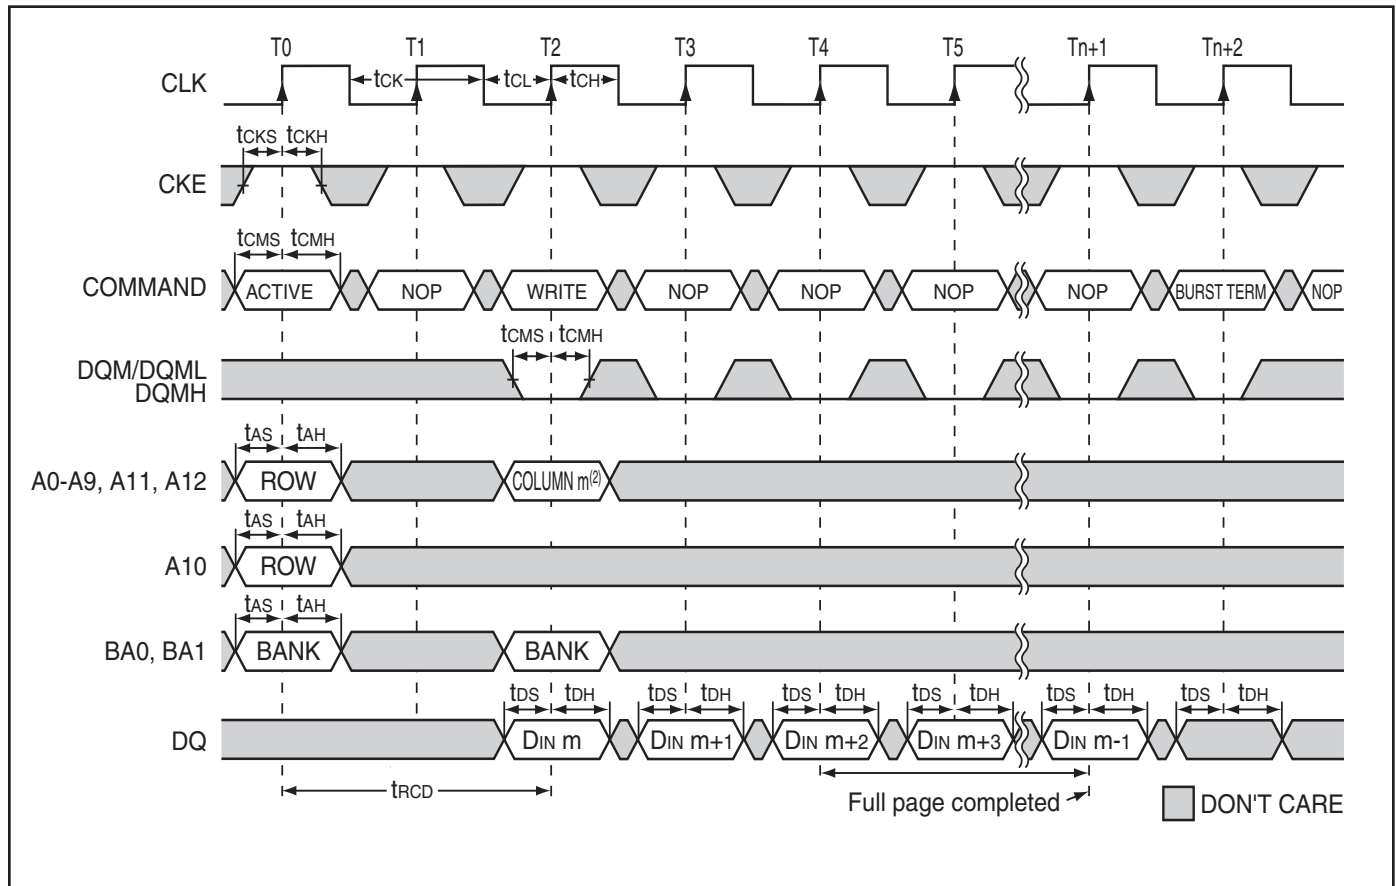 T0 T1 T2 T3 T4 T5 Tn+1 Tn+2
CLK tCK tCL tCH
tCKS tCKH
CKE
tCMS tCMH
COMMAND ACTIVE NOP WRITE NOP NOP NOP NOP BURST TERM NOP
tCMS tCMH
DQM/DQML
DQMH
tAS tAH
A0-A9, A11, A12 ROW COLUMN m(2)
tAS tAH
A10 ROW
tAS tAH
BA0, BA1 BANK BANK
tDS tDH tDS tDH tDS tDH tDS tDH tDS tDH tDS tDH
DQ DIN m DIN m+1 DIN m+2 DIN m+3 DIN m-1
tRCD
Full page completed
DON'T CARE